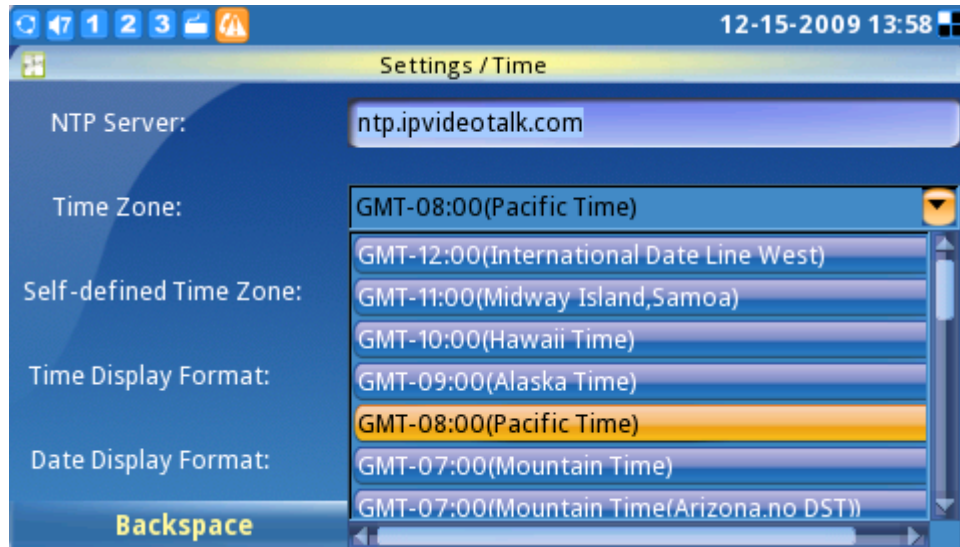 7 1 2 3 12-15-2009 13:58
Settings / Time
NTP Server: ntp.ipvideotalk.com
Time Zone: GMT-08:00(Pacific Time)
GMT-12:00(International Date Line West)
Self-defined Time Zone: GMT-11:00(Midway Island,Samoa)
GMT-10:00(Hawaii Time)
Time Display Format: GMT-09:00(Alaska Time)
GMT-08:00(Pacific Time)
Date Display Format: GMT-07:00(Mountain Time)
GMT-07:00(Mountain Time(Arizona.no DST))
Backspace